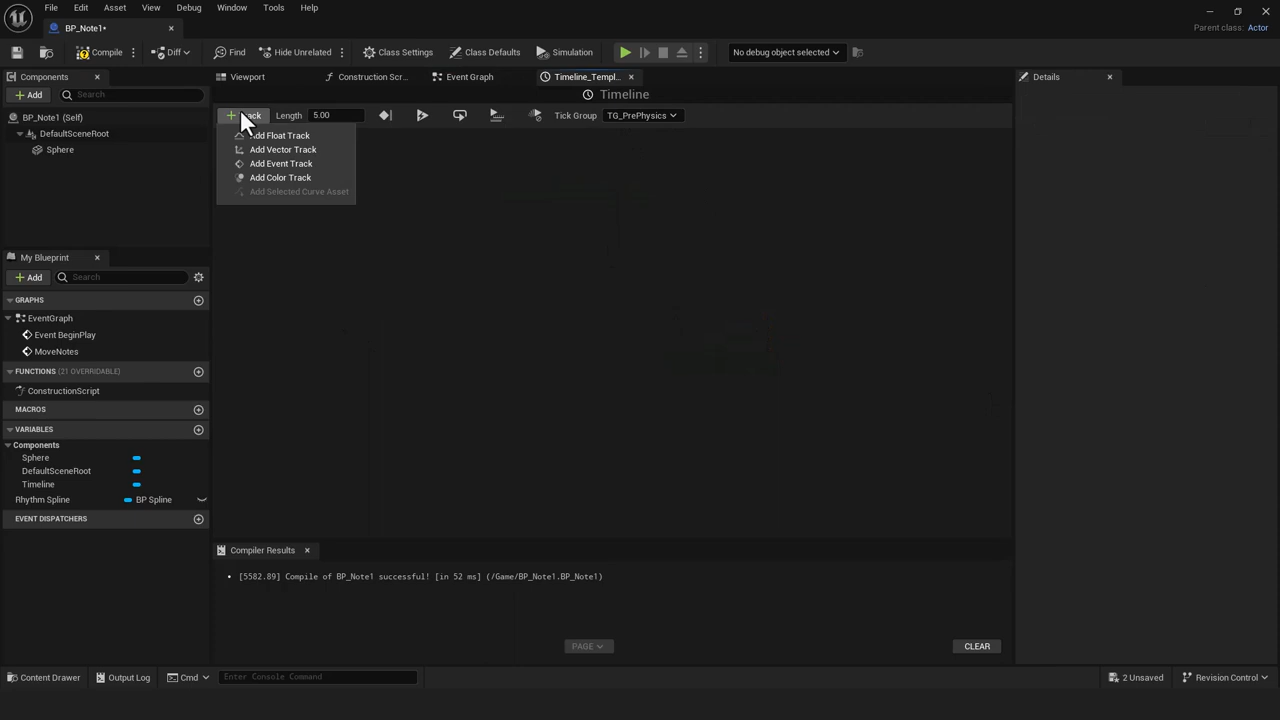 File Edit Asset View Debug Window Tools Help
BP_Note1•
Parent class: Actor
Compile Diff Find Hide Unrelated Class Settings Class Defaults Simulation No debug object selected
Components Viewport Construction Scr... Event Graph Timeline_Templ... Details
Add Search Timeline
BP_Note1 (Self) Length 5.00 Tick Group TG_PrePhysics
DefaultSceneRoot
Sphere
Add Float Track
Add Vector Track
Add Event Track
Add Color Track
Add Selected Curve Asset
My Blueprint
Add Search
GRAPHS
EventGraph
Event BeginPlay
MoveNotes
FUNCTIONS (21 OVERRIDABLE)
ConstructionScript
MACROS
VARIABLES
Components
Sphere
DefaultSceneRoot
Timeline
Rhythm Spline BP Spline
EVENT DISPATCHERS
Compiler Results
[5582.89] Compile of BP_Note1 successful! [in 52 ms] (/Game/BP_Note1.BP_Note1)
PAGE CLEAR
Content Drawer Output Log Cmd Enter Console Command 2 Unsaved Revision Control